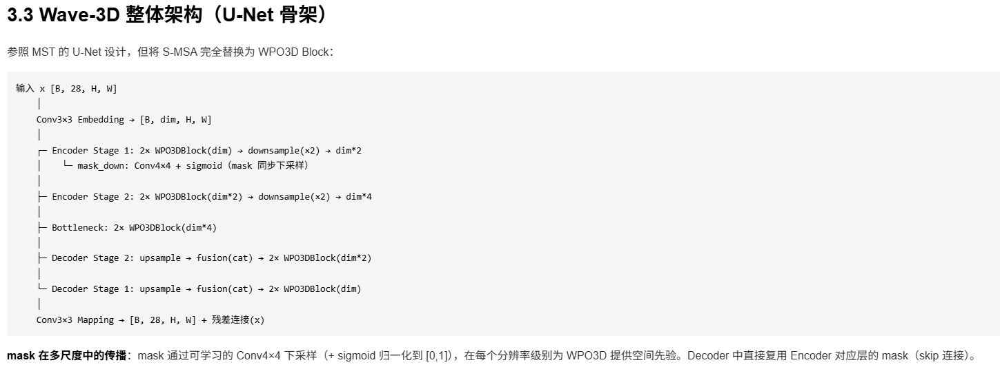 3.3 Wave-3D 整体架构（U-Net 骨架）
参照 MST 的 U-Net 设计，但将 S-MSA 完全替换为 WPO3D Block：
输入 x [B, 28, H, W]
│
Conv3×3 Embedding → [B, dim, H, W]
│
┌─ Encoder Stage 1: 2× WPO3DBlock(dim) → downsample(×2) → dim*2
│    └─ mask_down: Conv4×4 + sigmoid（mask 同步下采样）
│
├─ Encoder Stage 2: 2× WPO3DBlock(dim*2) → downsample(×2) → dim*4
│
├─ Bottleneck: 2× WPO3DBlock(dim*4)
│
├─ Decoder Stage 2: upsample → fusion(cat) → 2× WPO3DBlock(dim*2)
│
└─ Decoder Stage 1: upsample → fusion(cat) → 2× WPO3DBlock(dim)
│
Conv3×3 Mapping → [B, 28, H, W] + 残差连接(x)
mask 在多尺度中的传播：mask 通过可学习的 Conv4×4 下采样（+ sigmoid 归一化到 [0,1]），在每个分辨率级别为 WPO3D 提供空间先验。Decoder 中直接复用 Encoder 对应层的 mask（skip 连接）。